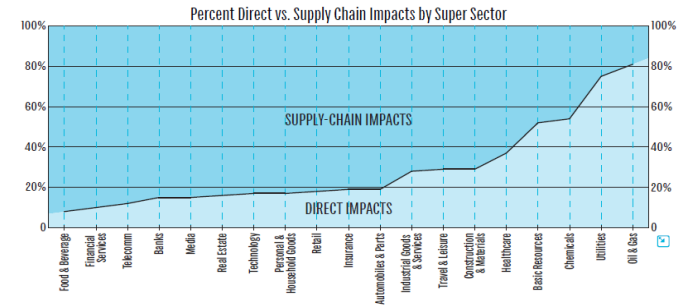 Percent Direct vs. Supply Chain Impacts by Super Sector
100%
80%
60%
40%
20%
0
100%
80%
60%
40%
20%
0
SUPPLY-CHAIN IMPACTS
DIRECT IMPACTS
Food & Beverage
Financial
Services
Telecomm
Banks
Media
Real Estate
Technology
Personal &
Household Goods
Retail
Insurance
Automobiles & Parts
Industrial Goods
& Services
Travel & Leisure
Construction
& Materials
Healthcare
Basic Resources
Chemicals
Utilities
Oil & Gas